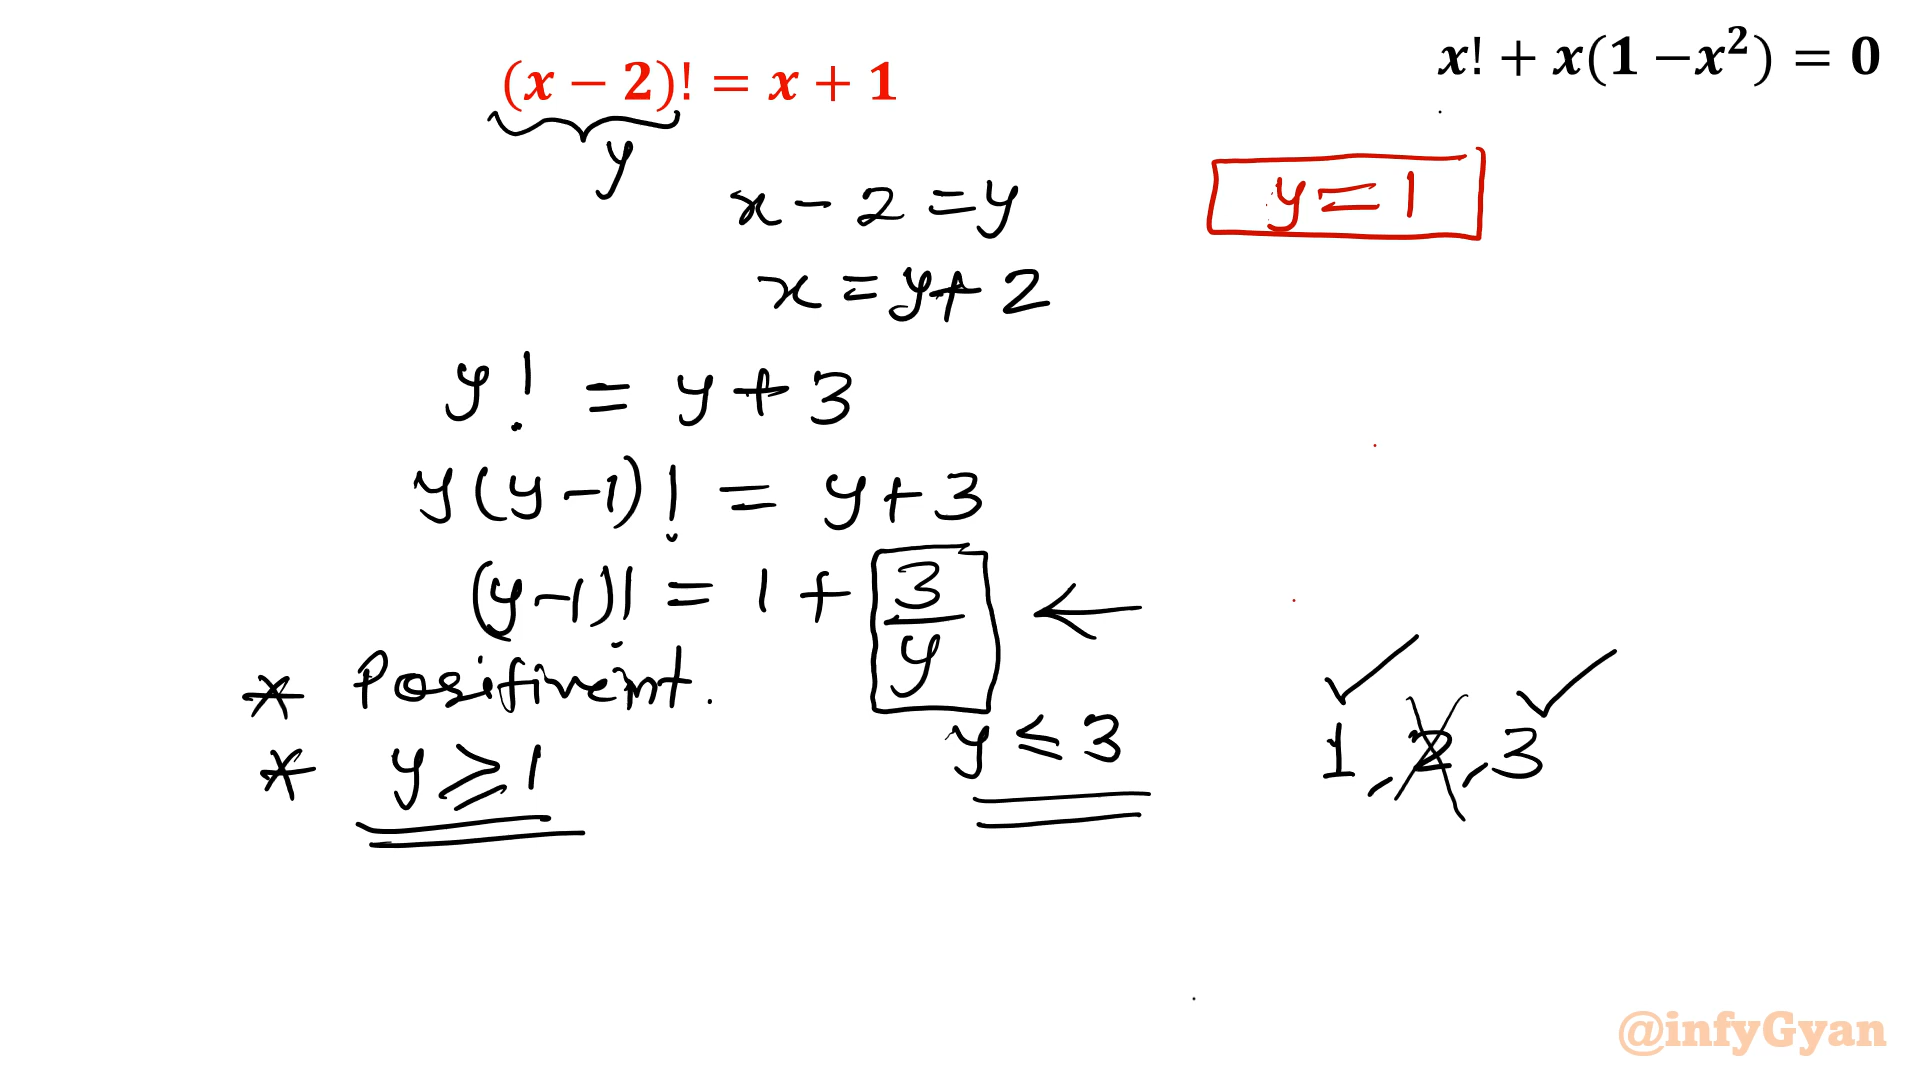 x! + x(1 − x²) = 0
(x − 2)! = x + 1
y
x − 2 = y
y = 1
x = y + 2
y! = y + 3
y(y − 1)! = y + 3
(y − 1)! = 1 + 3/y ←
* Positive int.
* y ⩾ 1
y ≤ 3
1, 2, 3
@infyGyan